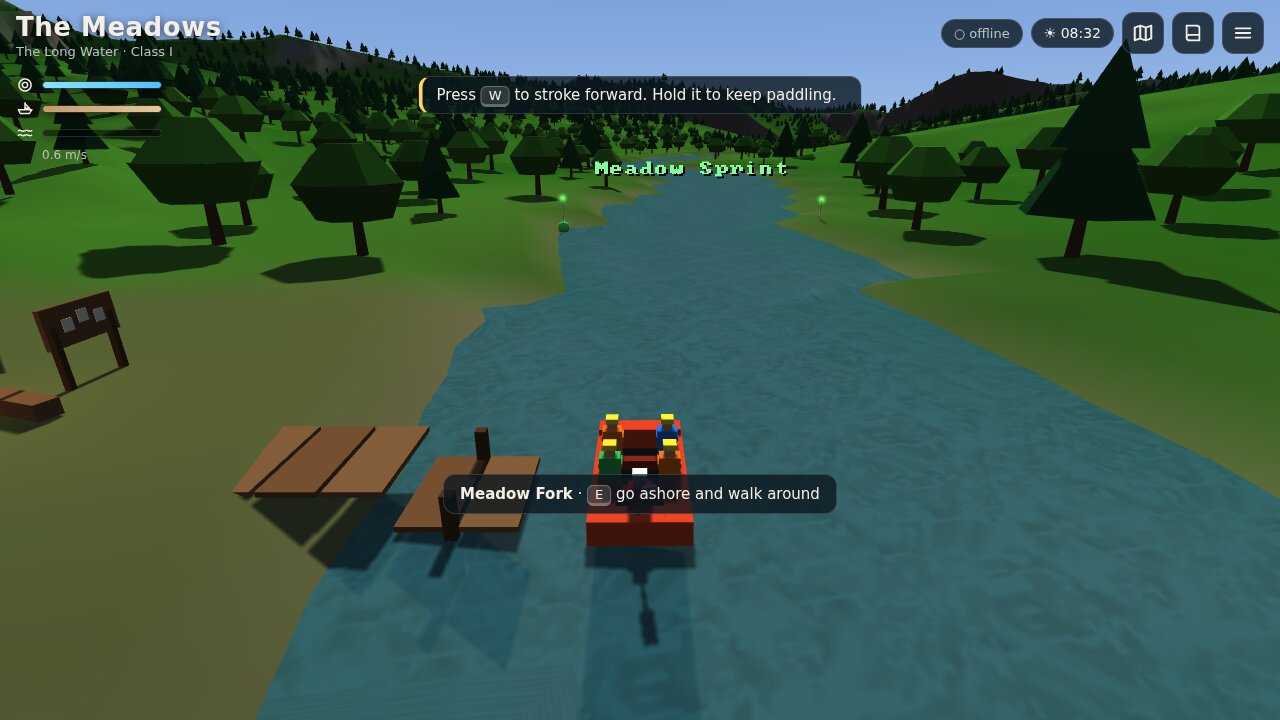 The Meadows
The Long Water · Class I
offline
08:32
Press W to stroke forward. Hold it to keep paddling.
0.6 m/s
Meadow Sprint
Meadow Fork · E go ashore and walk around